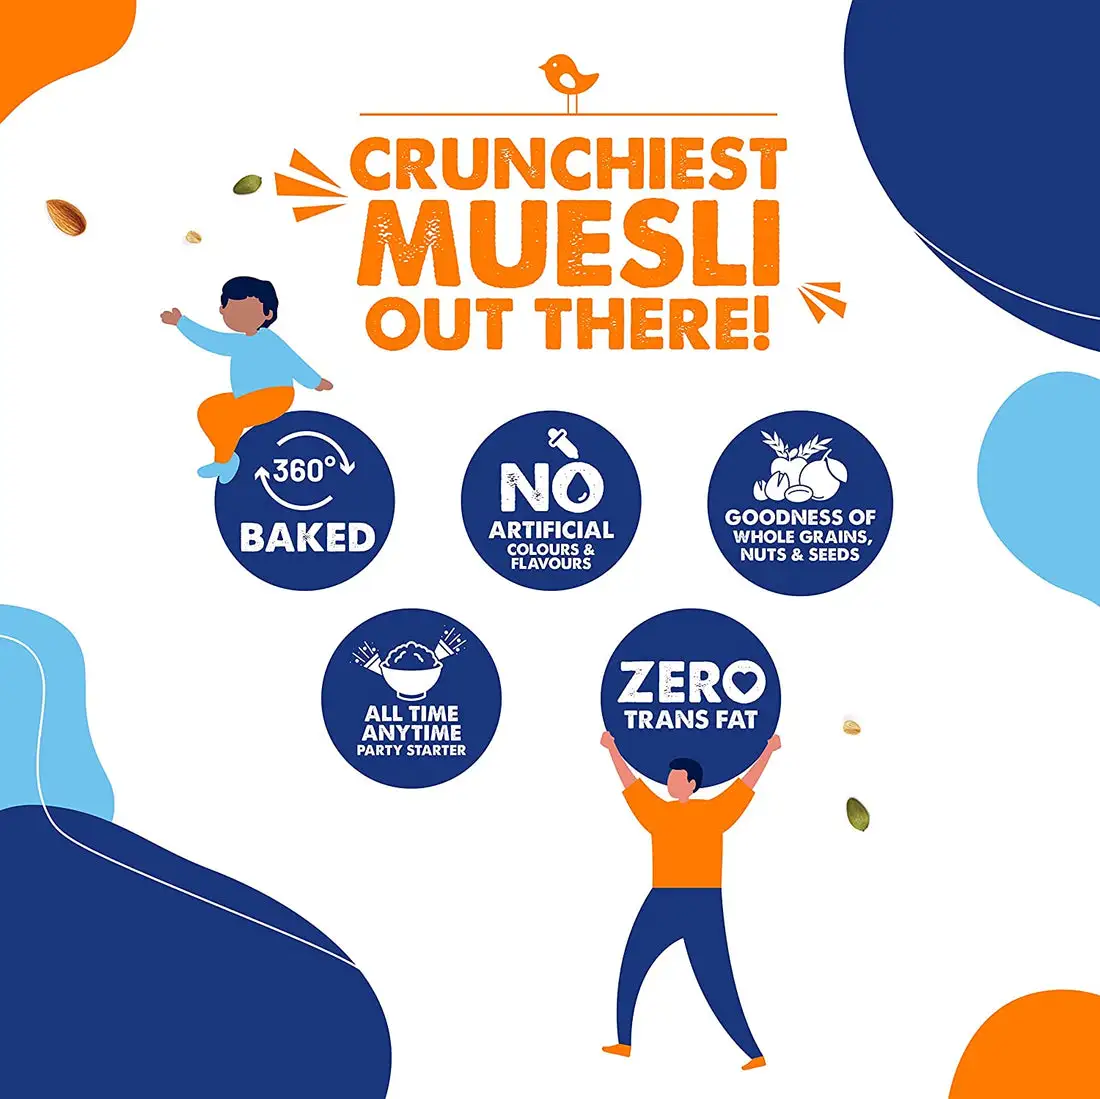 CRUNCHIEST
MUESLI
OUT THERE!
360°
BAKED
NO
ARTIFICIAL
COLOURS &
FLAVOURS
GOODNESS OF
WHOLE GRAINS,
NUTS & SEEDS
ALL TIME
ANYTIME
PARTY STARTER
ZERO
TRANS FAT